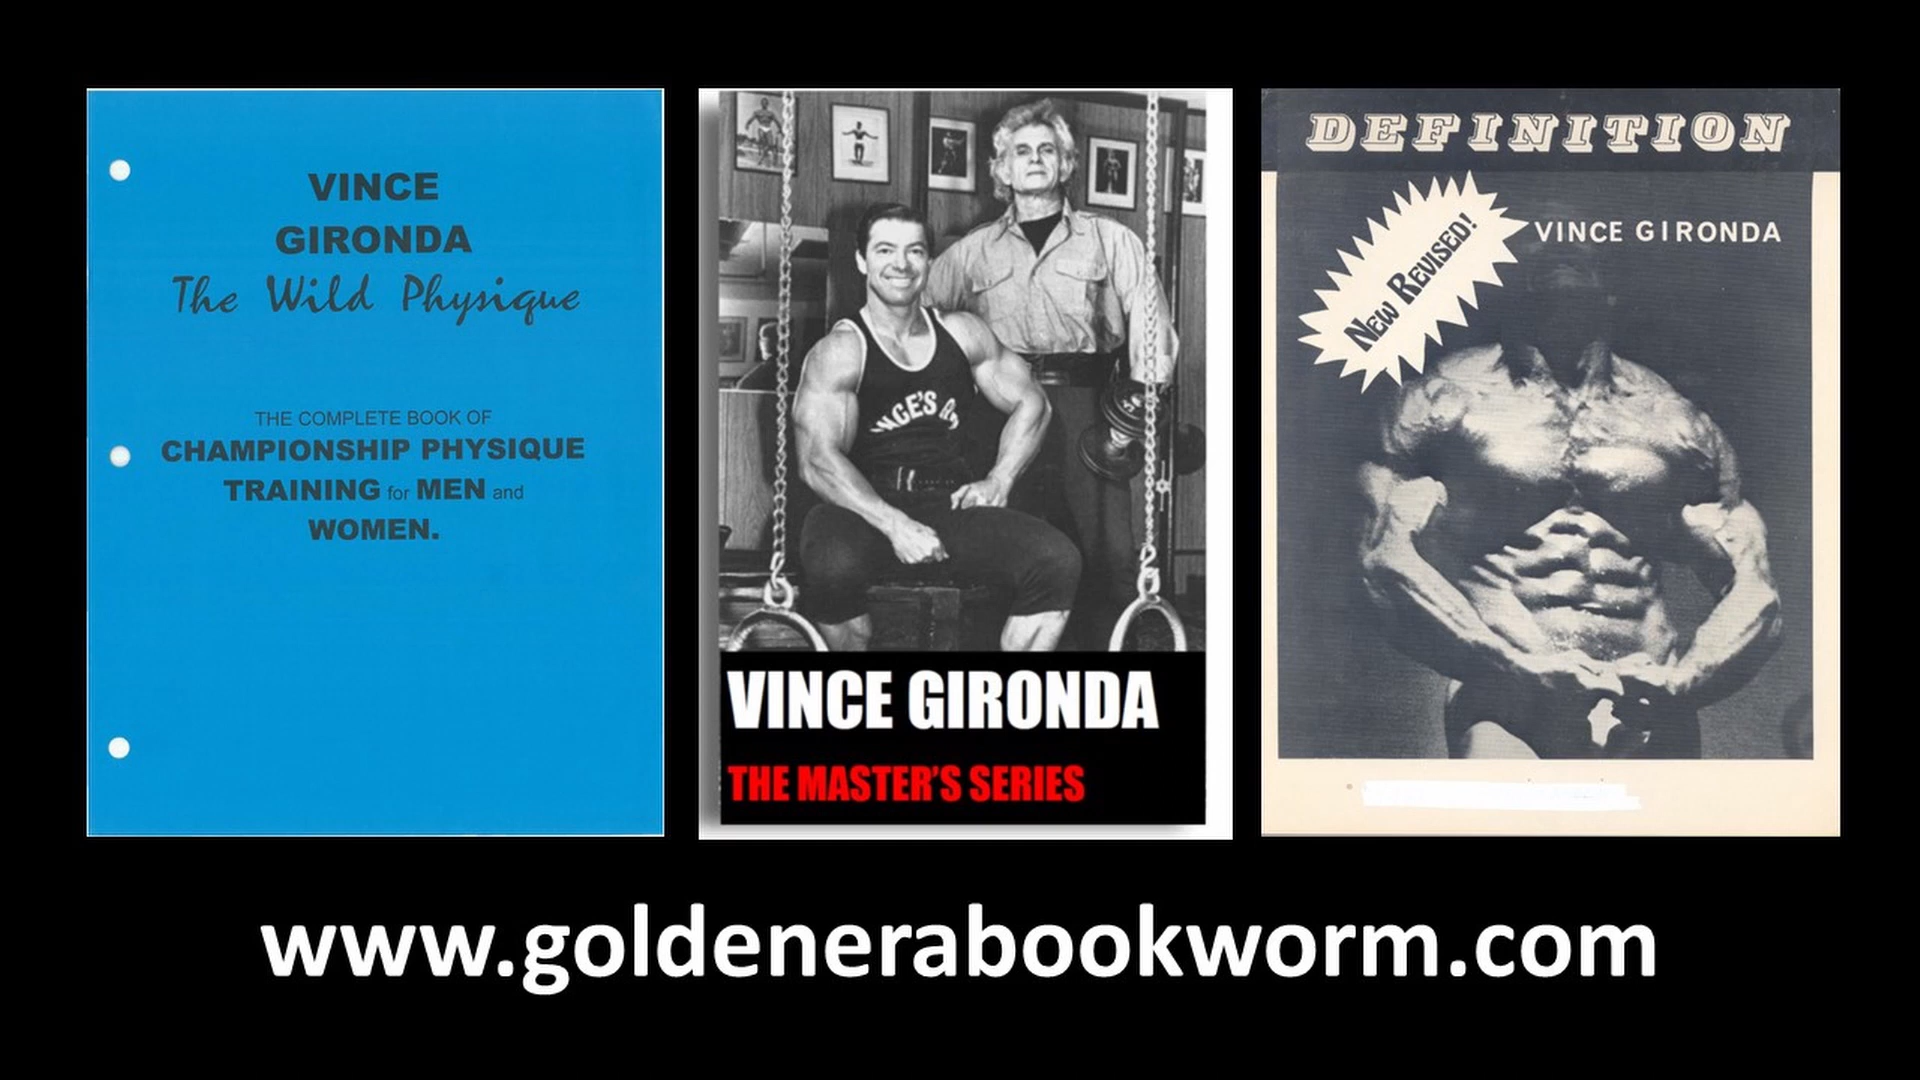 VINCE
GIRONDA
The Wild Physique
THE COMPLETE BOOK OF
CHAMPIONSHIP PHYSIQUE
TRAINING for MEN and
WOMEN.
VINCE GIRONDA
THE MASTER'S SERIES
DEFINITION
New Revised!
VINCE GIRONDA
www.goldenerabookworm.com